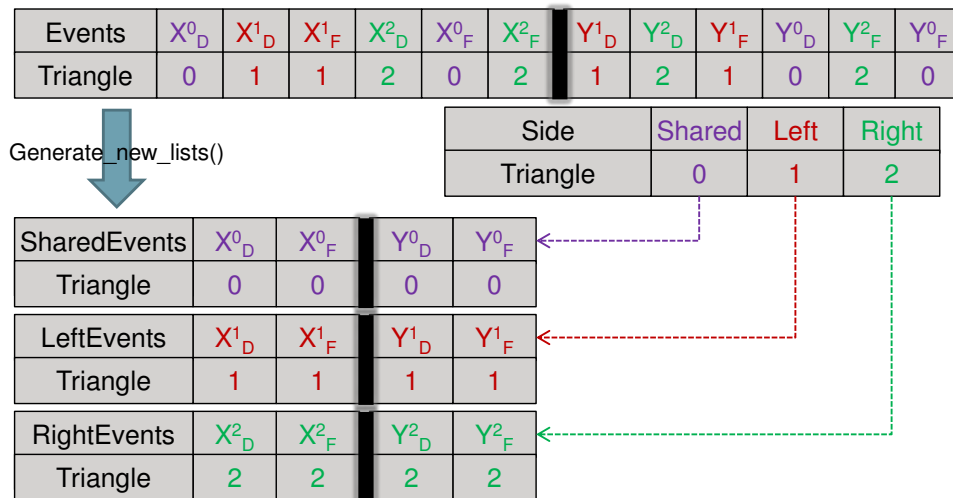 Events X⁰D X¹D X¹F X²D X⁰F X²F Y¹D Y²D Y¹F Y⁰D Y²F Y⁰F
Triangle 0 1 1 2 0 2 1 2 1 0 2 0
Side Shared Left Right
Triangle 0 1 2
Generate_new_lists()
SharedEvents X⁰D X⁰F Y⁰D Y⁰F
Triangle 0 0 0 0
LeftEvents X¹D X¹F Y¹D Y¹F
Triangle 1 1 1 1
RightEvents X²D X²F Y²D Y²F
Triangle 2 2 2 2